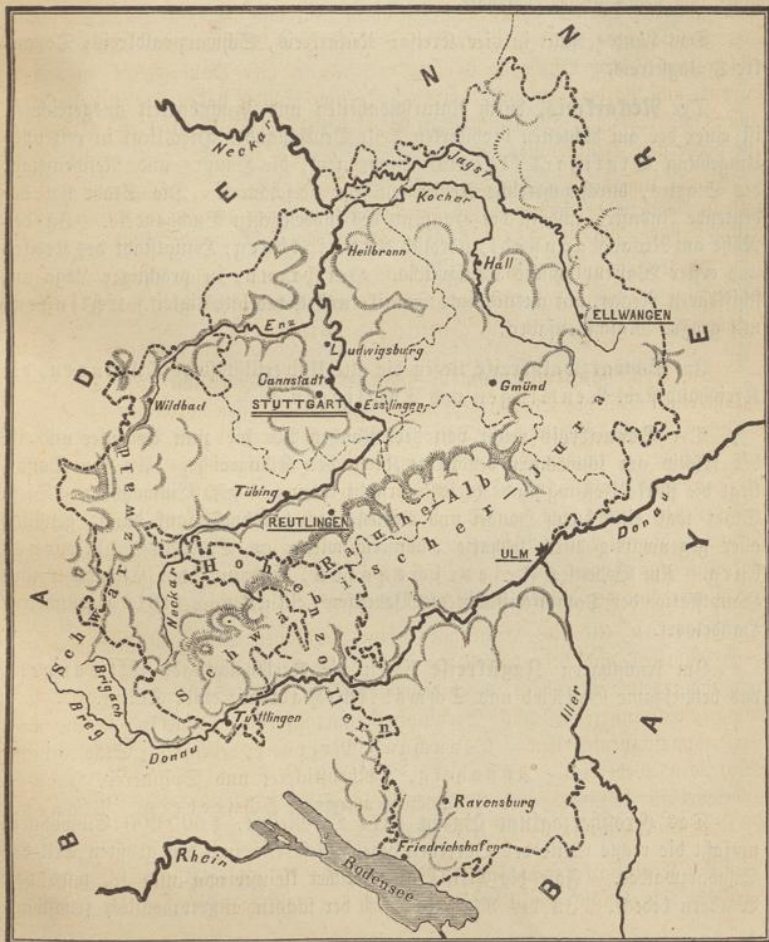 BADEN
BAYERN
Neckar
Jagst
Kocher
Heilbronn
Hall
Enz
ELLWANGEN
Ludwigsburg
Cannstadt
Gmünd
STUTTGART
Esslingen
Wildbad
Schwarzwald
Tübing
REUTLINGEN
Rauhe Alb
Schwäbischer-Jura
Hohenzollern
Neckar
ULM
Donau
Brigach
Breg
Tuttlingen
Donau
Iller
Ravensburg
Friedrichshafen
Rhein
Bodensee